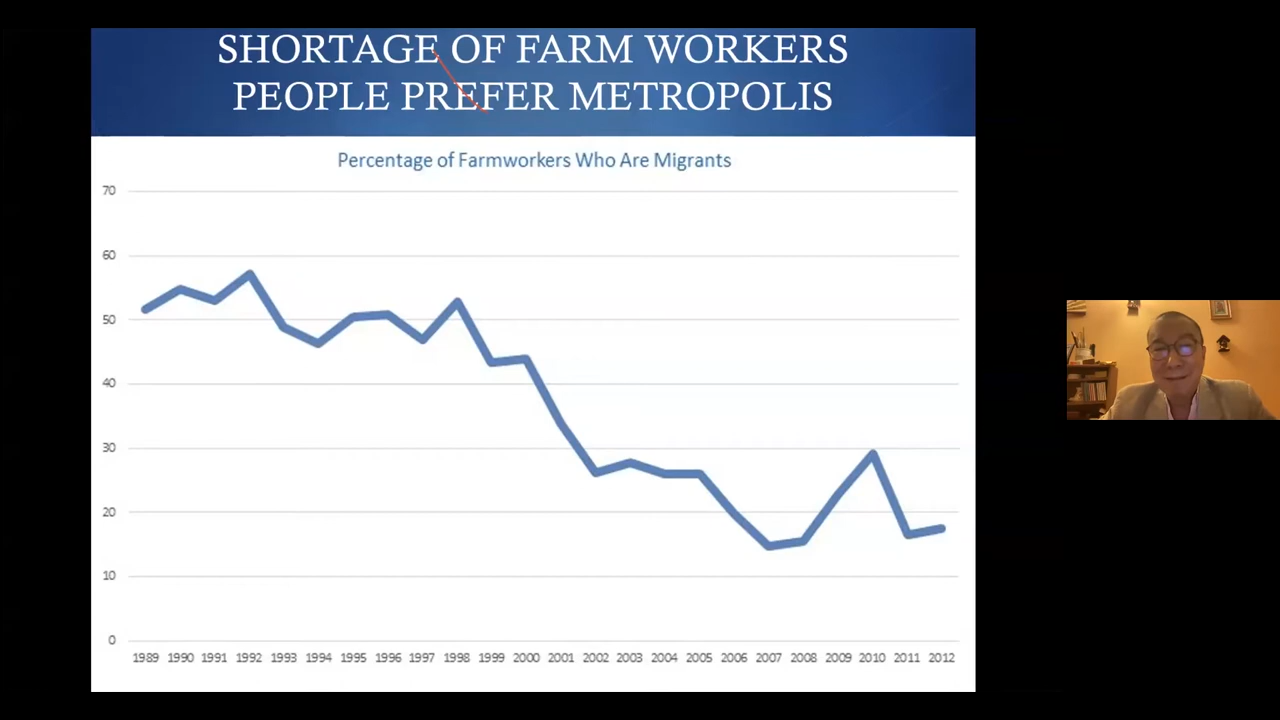 SHORTAGE OF FARM WORKERS
PEOPLE PREFER METROPOLIS
Percentage of Farmworkers Who Are Migrants
70
60
50
40
30
20
10
0
1989 1990 1991 1992 1993 1994 1995 1996 1997 1998 1999 2000 2001 2002 2003 2004 2005 2006 2007 2008 2009 2010 2011 2012